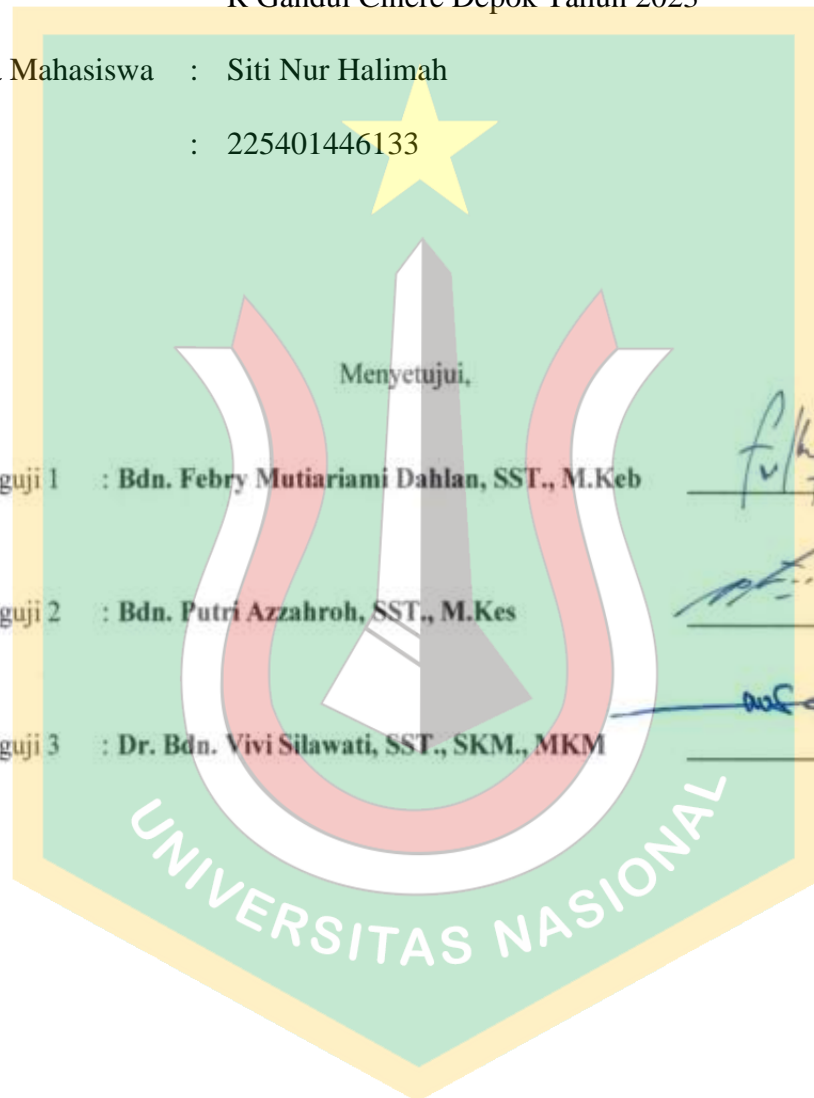 R Gandul Cinere Depok Tahun 2023
Mahasiswa : Siti Nur Halimah
: 225401446133
Menyetujui,
guji 1 : Bdn. Febry Mutiariami Dahlan, SST., M.Keb
guji 2 : Bdn. Putri Azzahroh, SST., M.Kes
guji 3 : Dr. Bdn. Vivi Silawati, SST., SKM., MKM
UNIVERSITAS NASIONAL